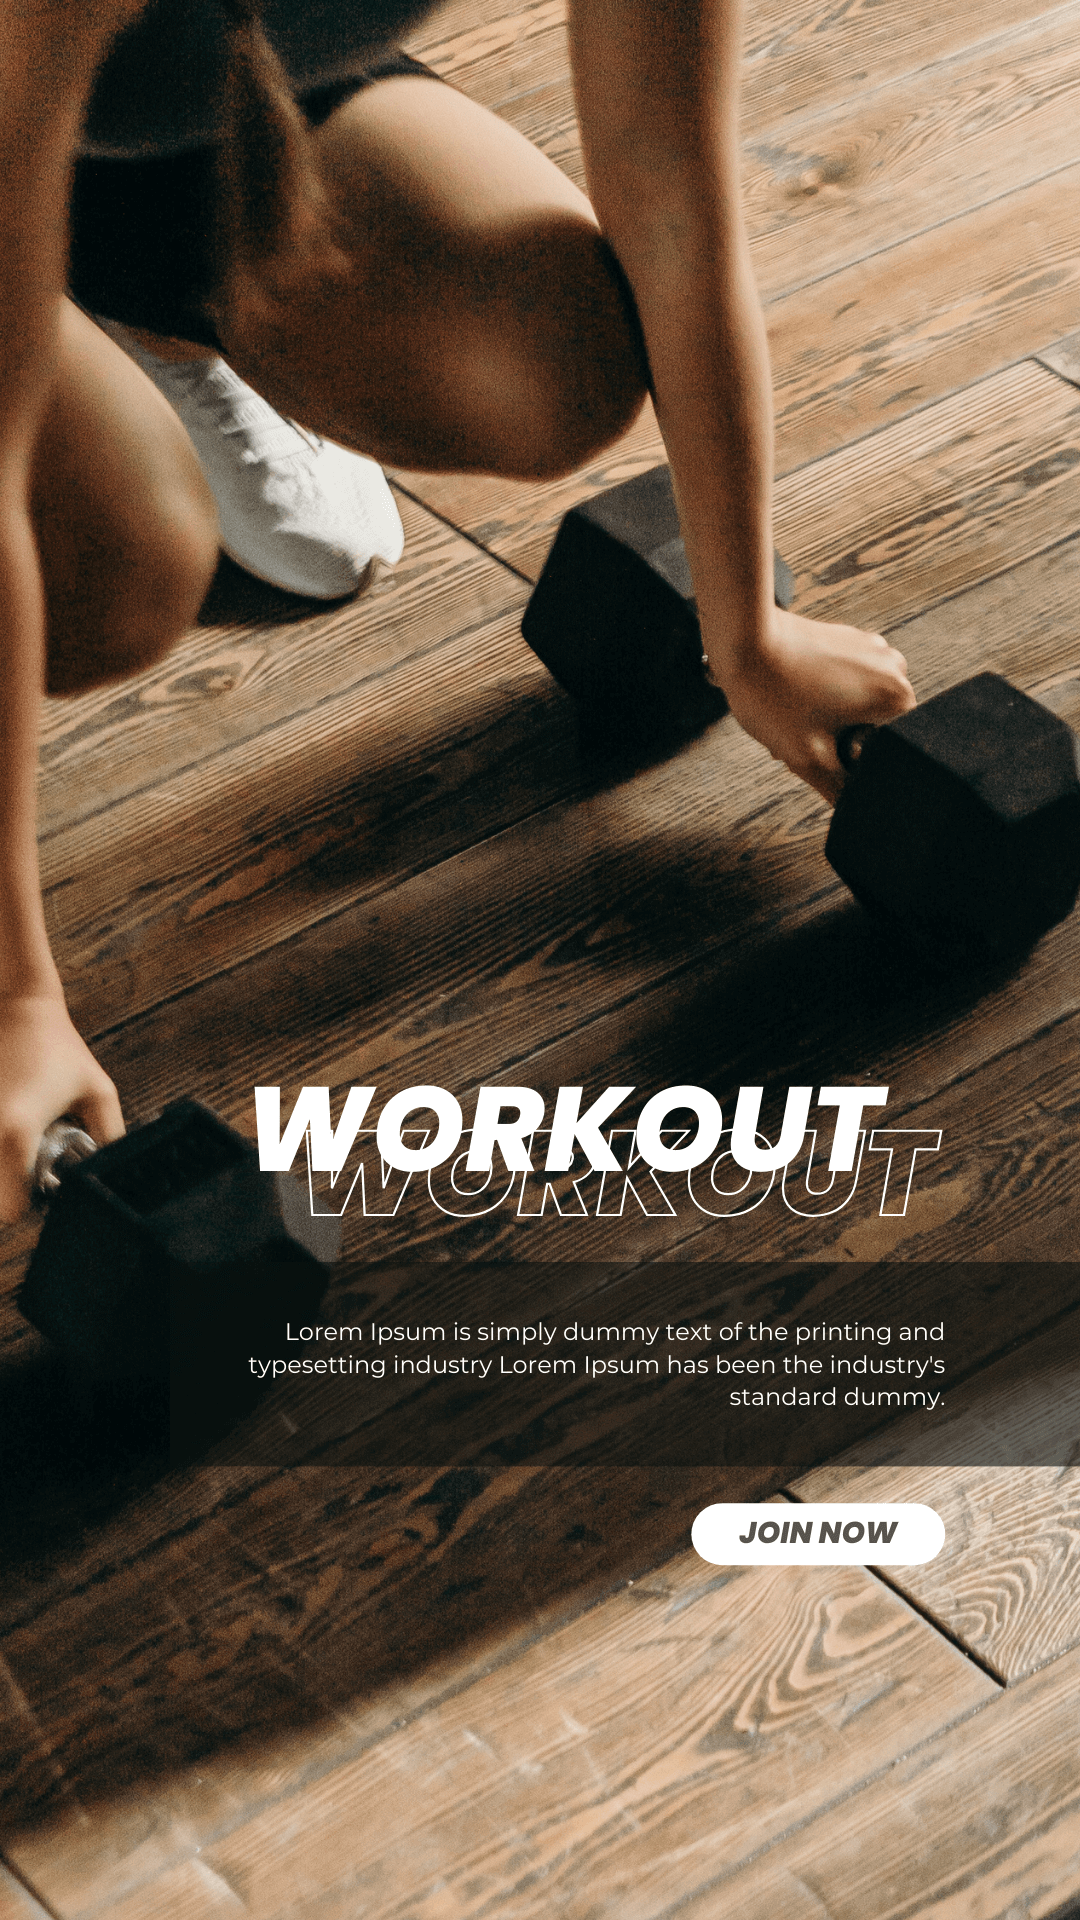 WORKOUT
WORKOUT
Lorem Ipsum is simply dummy text of the printing and
typesetting industry Lorem Ipsum has been the industry's
standard dummy.
JOIN NOW